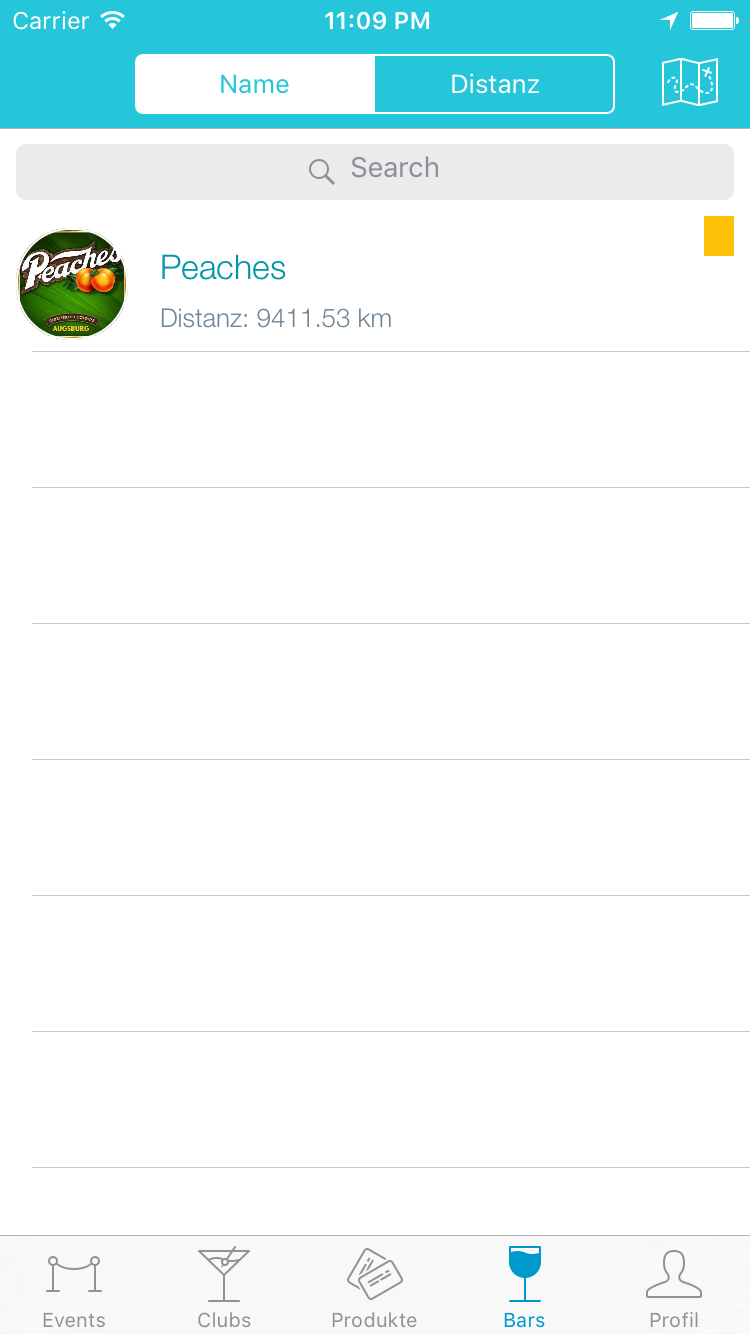 Carrier 11:09 PM
Name Distanz
Search
Peaches
AUGSBURG
Peaches
Distanz: 9411.53 km
Events Clubs Produkte Bars Profil